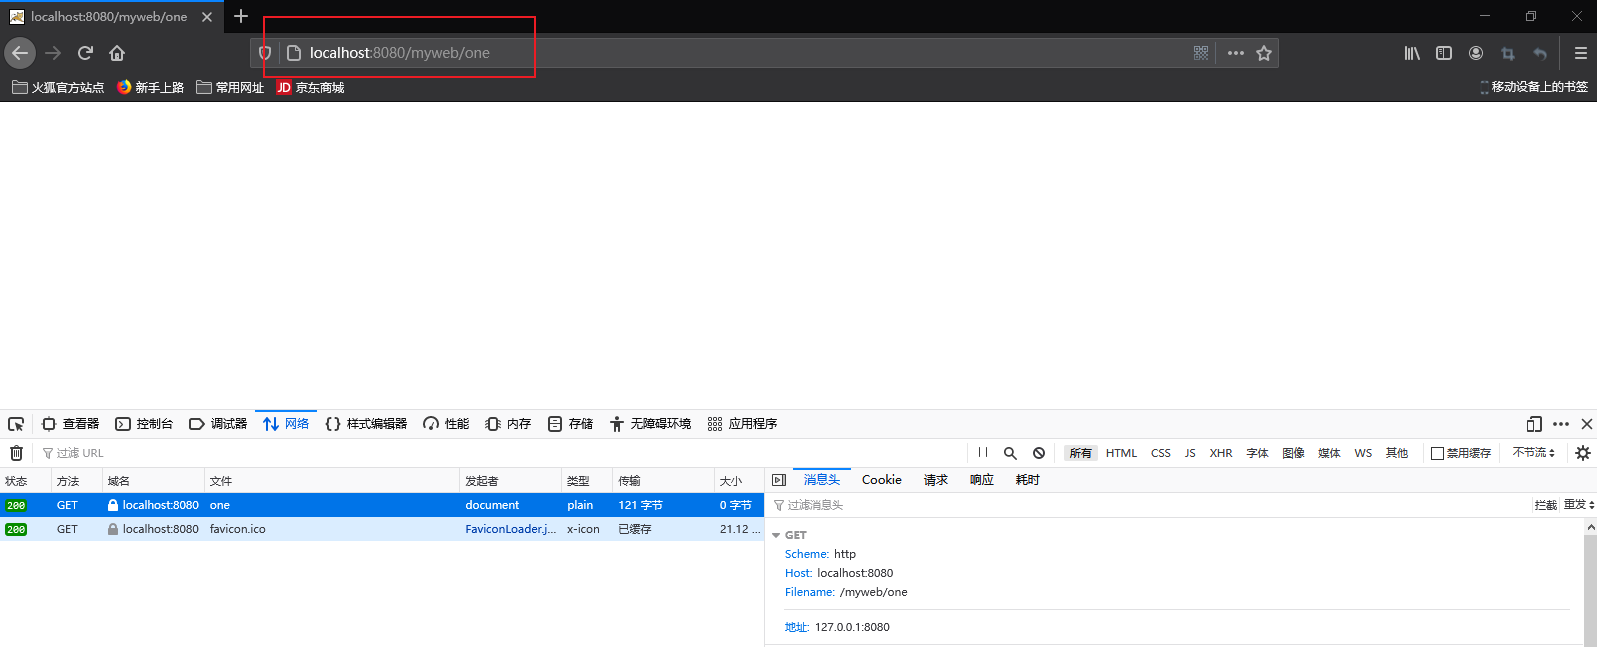 localhost:8080/myweb/one
localhost:8080/myweb/one
火狐官方站点 新手上路 常用网址 JD 京东商城 移动设备上的书签
查看器 控制台 调试器 网络 {} 样式编辑器 性能 内存 存储 无障碍环境 应用程序
过滤 URL 所有 HTML CSS JS XHR 字体 图像 媒体 WS 其他 禁用缓存 不节流
状态 方法 域名 文件 发起者 类型 传输 大小 消息头 Cookie 请求 响应 耗时
200 GET localhost:8080 one document plain 121 字节 0 字节
过滤消息头 拦截 重发
200 GET localhost:8080 favicon.ico FaviconLoader.j... x-icon 已缓存 21.12 ...
GET
Scheme: http
Host: localhost:8080
Filename: /myweb/one
地址: 127.0.0.1:8080